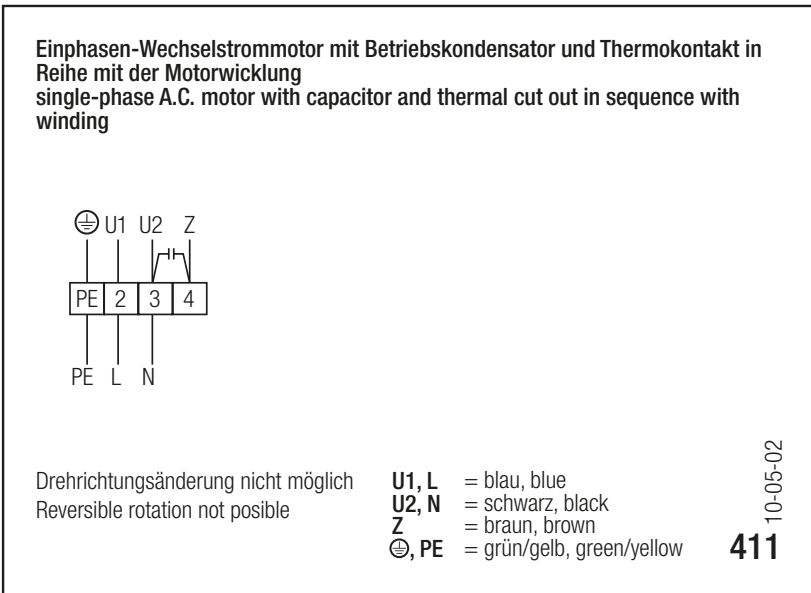 Einphasen-Wechselstrommotor mit Betriebskondensator und Thermokontakt in
Reihe mit der Motorwicklung
single-phase A.C. motor with capacitor and thermal cut out in sequence with
winding
U1 U2 Z
PE 2 3 4
PE L N
Drehrichtungsänderung nicht möglich
Reversible rotation not posible
U1, L = blau, blue
U2, N = schwarz, black
Z = braun, brown
⏚, PE = grün/gelb, green/yellow
411
10-05-02